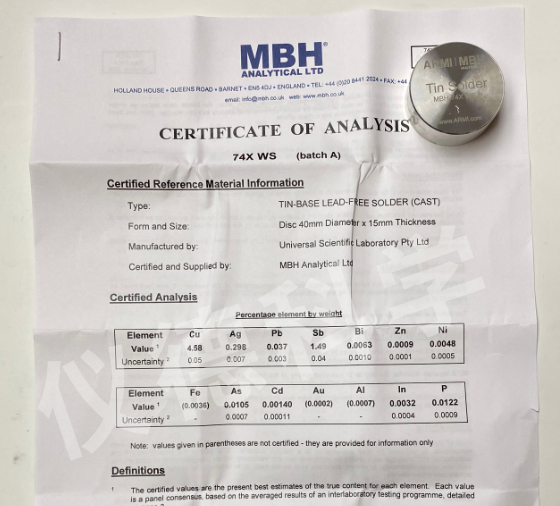 MBH®
ANALYTICAL LTD
HOLLAND HOUSE • QUEENS ROAD • BARNET • EN5 4DJ • ENGLAND • TEL: +44 (0)20 8441 2024 • FAX: +44
email: info@mbh.co.uk web: www.mbh.co.uk
ARMI MBH
Tin Solder
MBH
www.ARMI.com
CERTIFICATE OF ANALYSIS
74X WS (batch A)
Certified Reference Material Information
Type: TIN-BASE LEAD-FREE SOLDER (CAST)
Form and Size: Disc 40mm Diameter x 15mm Thickness
Manufactured by: Universal Scientific Laboratory Pty Ltd
Certified and Supplied by: MBH Analytical Ltd
Certified Analysis
Percentage element by weight
Element Cu Ag Pb Sb Bi Zn Ni
Value 1 4.58 0.298 0.037 1.49 0.0063 0.0009 0.0048
Uncertainty 2 0.05 0.007 0.003 0.04 0.0010 0.0001 0.0005
Element Fe As Cd Au Al In P
Value 1 (0.0036) 0.0105 0.00140 (0.0002) (0.0007) 0.0032 0.0122
Uncertainty 2 - 0.0007 0.00011 - - 0.0004 0.0009
Note: values given in parentheses are not certified - they are provided for information only
Definitions
1 The certified values are the present best estimates of the true content for each element. Each value
is a panel consensus, based on the averaged results of an interlaboratory testing programme, detailed
仪德科学